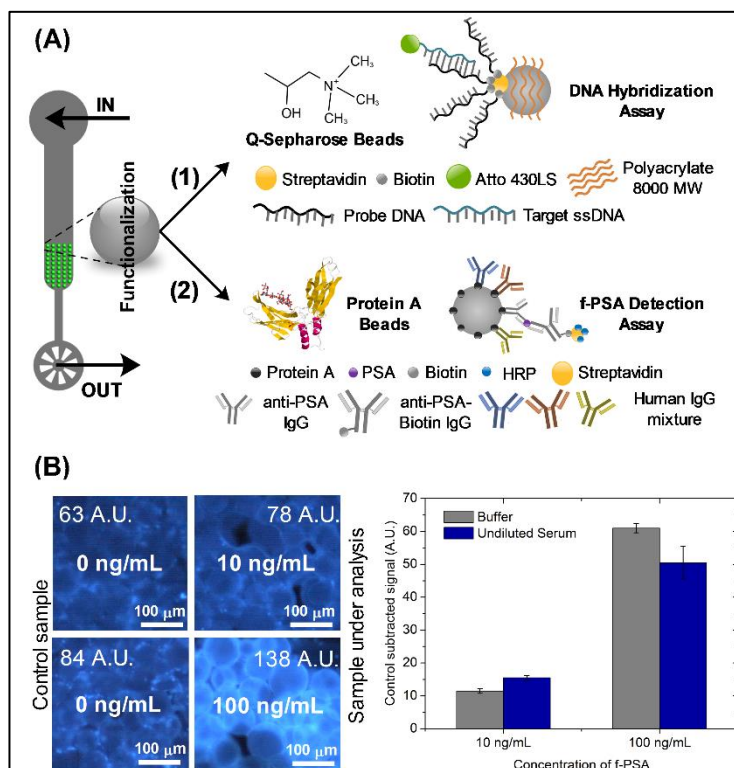 (A)
IN
OUT
Functionalization
(1)
(2)
OH
N+
CH3
CH3
CH3
Q-Sepharose Beads
DNA Hybridization
Assay
Streptavidin
Biotin
Atto 430LS
Polyacrylate
8000 MW
Probe DNA
Target ssDNA
Protein A
Beads
f-PSA Detection
Assay
Protein A
PSA
Biotin
HRP
Streptavidin
anti-PSA
IgG
anti-PSA-
Biotin IgG
Human IgG
mixture
(B)
Control sample
63 A.U.
0 ng/mL
100 μm
78 A.U.
10 ng/mL
100 μm
84 A.U.
0 ng/mL
100 μm
138 A.U.
100 ng/mL
100 μm
Sample under analysis
Control subtracted signal (A.U.)
70
60
50
40
30
20
10
0
Buffer
Undiluted Serum
10 ng/mL
100 ng/mL
Concentration of f-PSA